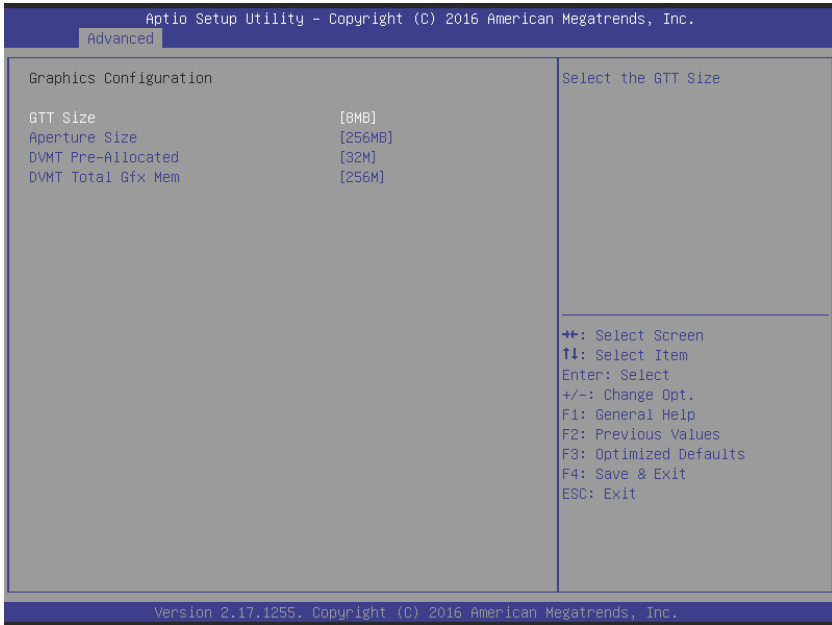 Aptio Setup Utility – Copyright (C) 2016 American Megatrends, Inc.
Advanced
Graphics Configuration
GTT Size [8MB]
Aperture Size [256MB]
DVMT Pre-Allocated [32M]
DVMT Total Gfx Mem [256M]
Select the GTT Size
→←: Select Screen
↑↓: Select Item
Enter: Select
+/-: Change Opt.
F1: General Help
F2: Previous Values
F3: Optimized Defaults
F4: Save & Exit
ESC: Exit
Version 2.17.1255. Copyright (C) 2016 American Megatrends, Inc.